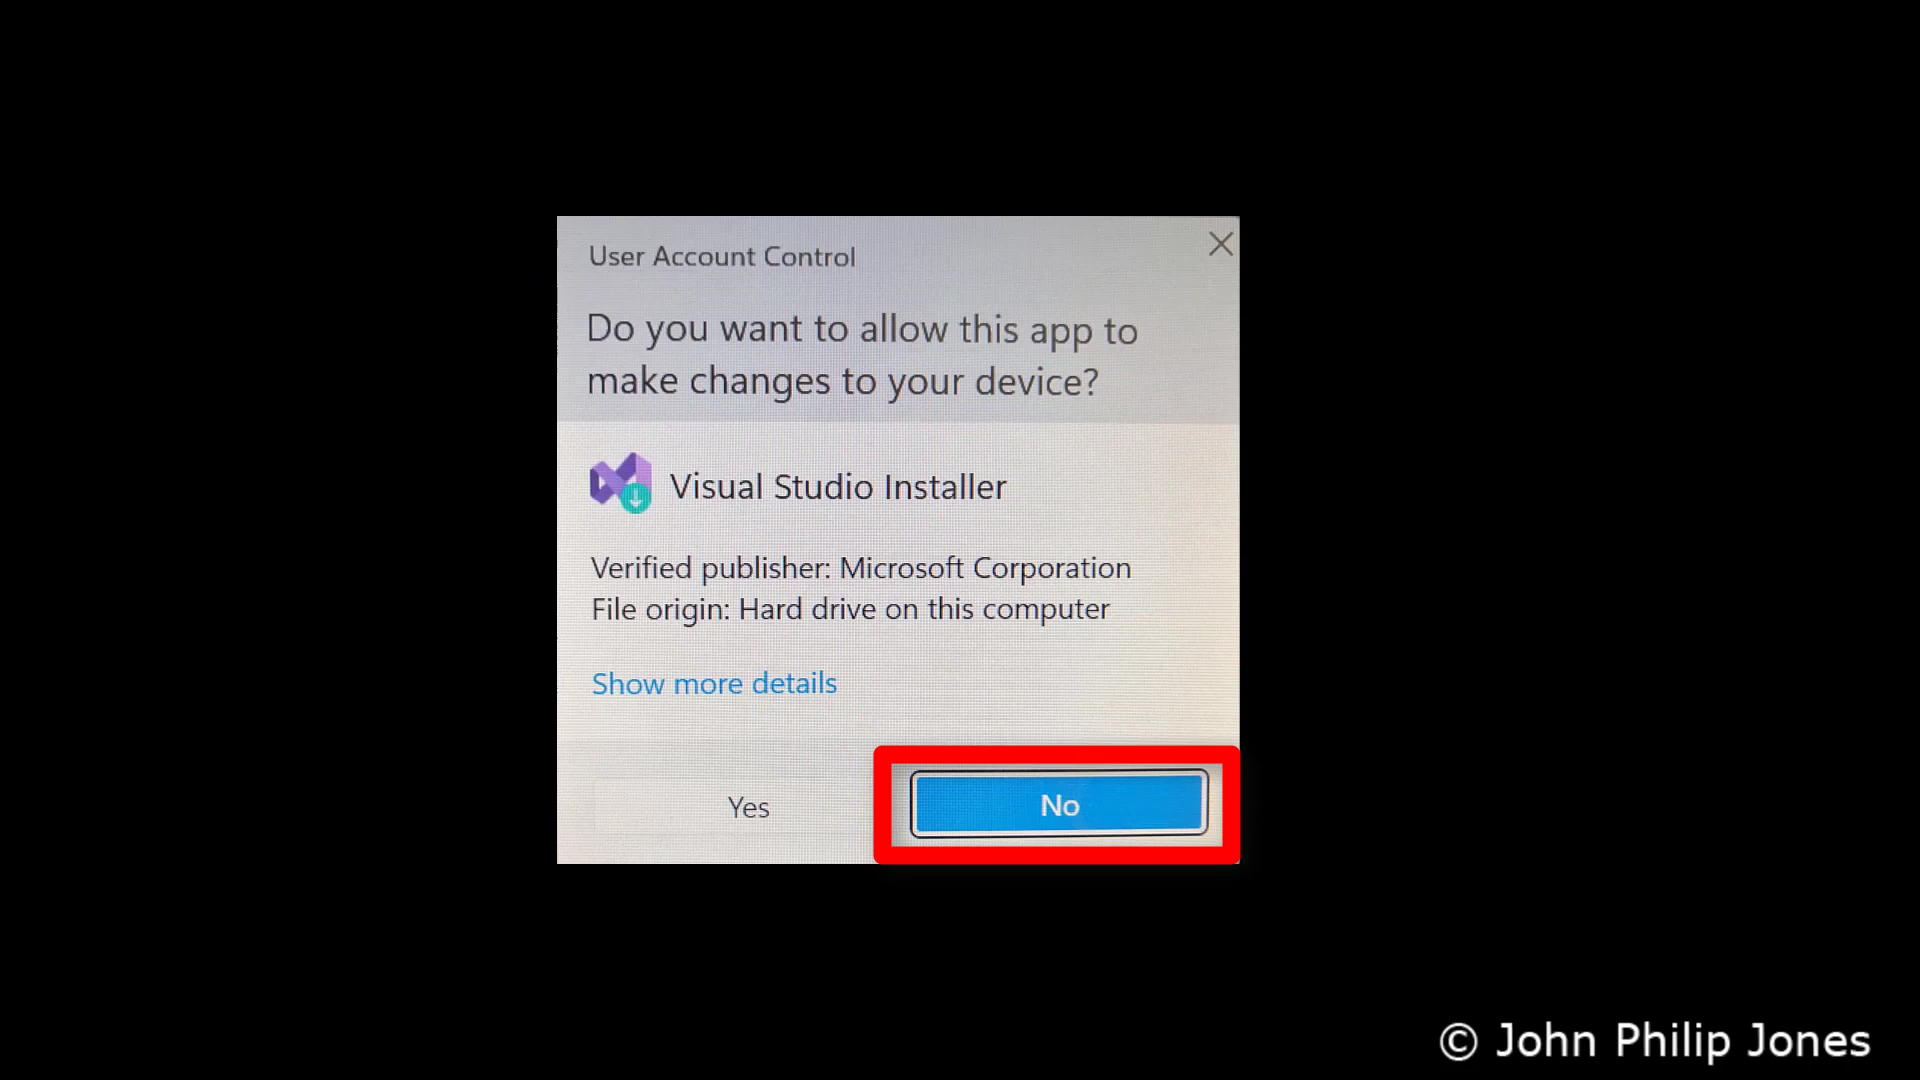 User Account Control
Do you want to allow this app to
make changes to your device?
Visual Studio Installer
Verified publisher: Microsoft Corporation
File origin: Hard drive on this computer
Show more details
Yes
No
© John Philip Jones